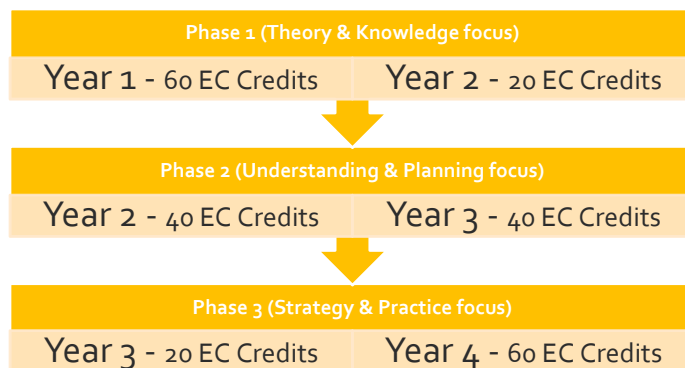 Phase 1 (Theory & Knowledge focus)
Year 1 - 60 EC Credits
Year 2 - 20 EC Credits
Phase 2 (Understanding & Planning focus)
Year 2 - 40 EC Credits
Year 3 - 40 EC Credits
Phase 3 (Strategy & Practice focus)
Year 3 - 20 EC Credits
Year 4 - 60 EC Credits